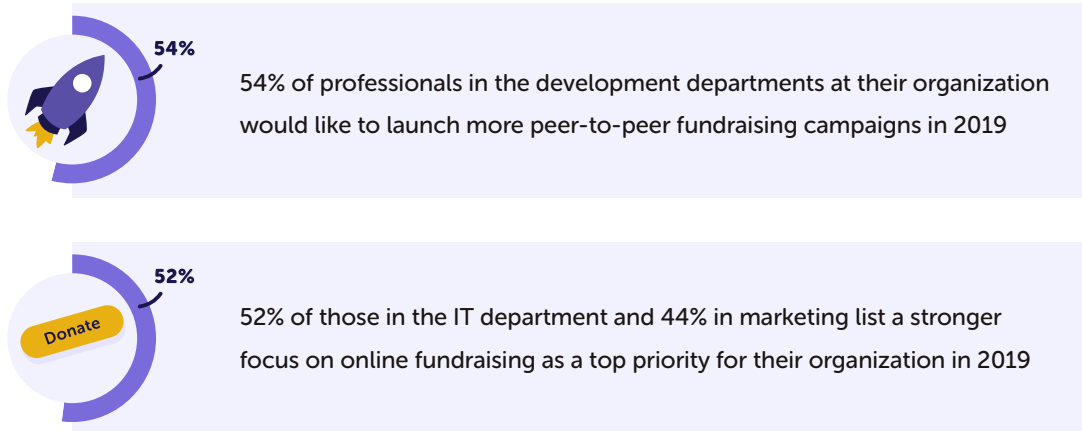 54%
54% of professionals in the development departments at their organization
would like to launch more peer-to-peer fundraising campaigns in 2019
52%
Donate
52% of those in the IT department and 44% in marketing list a stronger
focus on online fundraising as a top priority for their organization in 2019